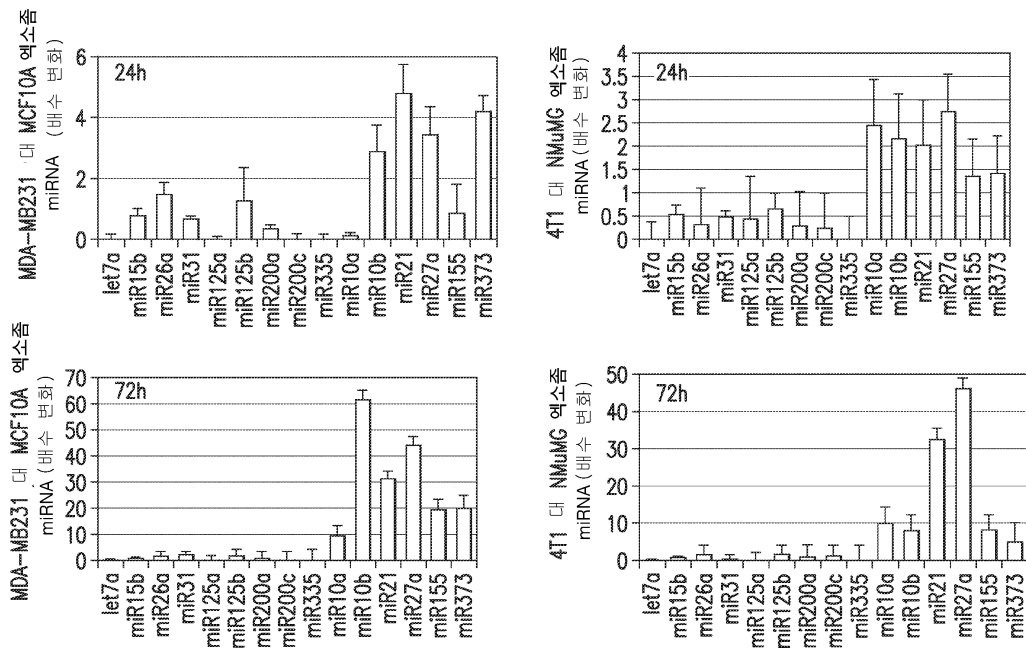 MDA-MB231 대 MCF10A 엑소좀
miRNA (배수 변화)
24h
6
4
2
0
let7a
miR15b
miR26a
miR31
miR125a
miR125b
miR200a
miR200c
miR335
miR10a
miR10b
miR21
miR27a
miR155
miR373
4T1 대 NMuMG 엑소좀
miRNA (배수 변화)
24h
4
3.5
3
2.5
2
1.5
1
0.5
0
let7a
miR15b
miR26a
miR31
miR125a
miR125b
miR200a
miR200c
miR335
miR10a
miR10b
miR21
miR27a
miR155
miR373
MDA-MB231 대 MCF10A 엑소좀
miRNA (배수 변화)
72h
70
60
50
40
30
20
10
0
let7a
miR15b
miR26a
miR31
miR125a
miR125b
miR200a
miR200c
miR335
miR10a
miR10b
miR21
miR27a
miR155
miR373
4T1 대 NMuMG 엑소좀
miRNA (배수 변화)
72h
50
40
30
20
10
0
let7a
miR15b
miR26a
miR31
miR125a
miR125b
miR200a
miR200c
miR335
miR10a
miR10b
miR21
miR27a
miR155
miR373